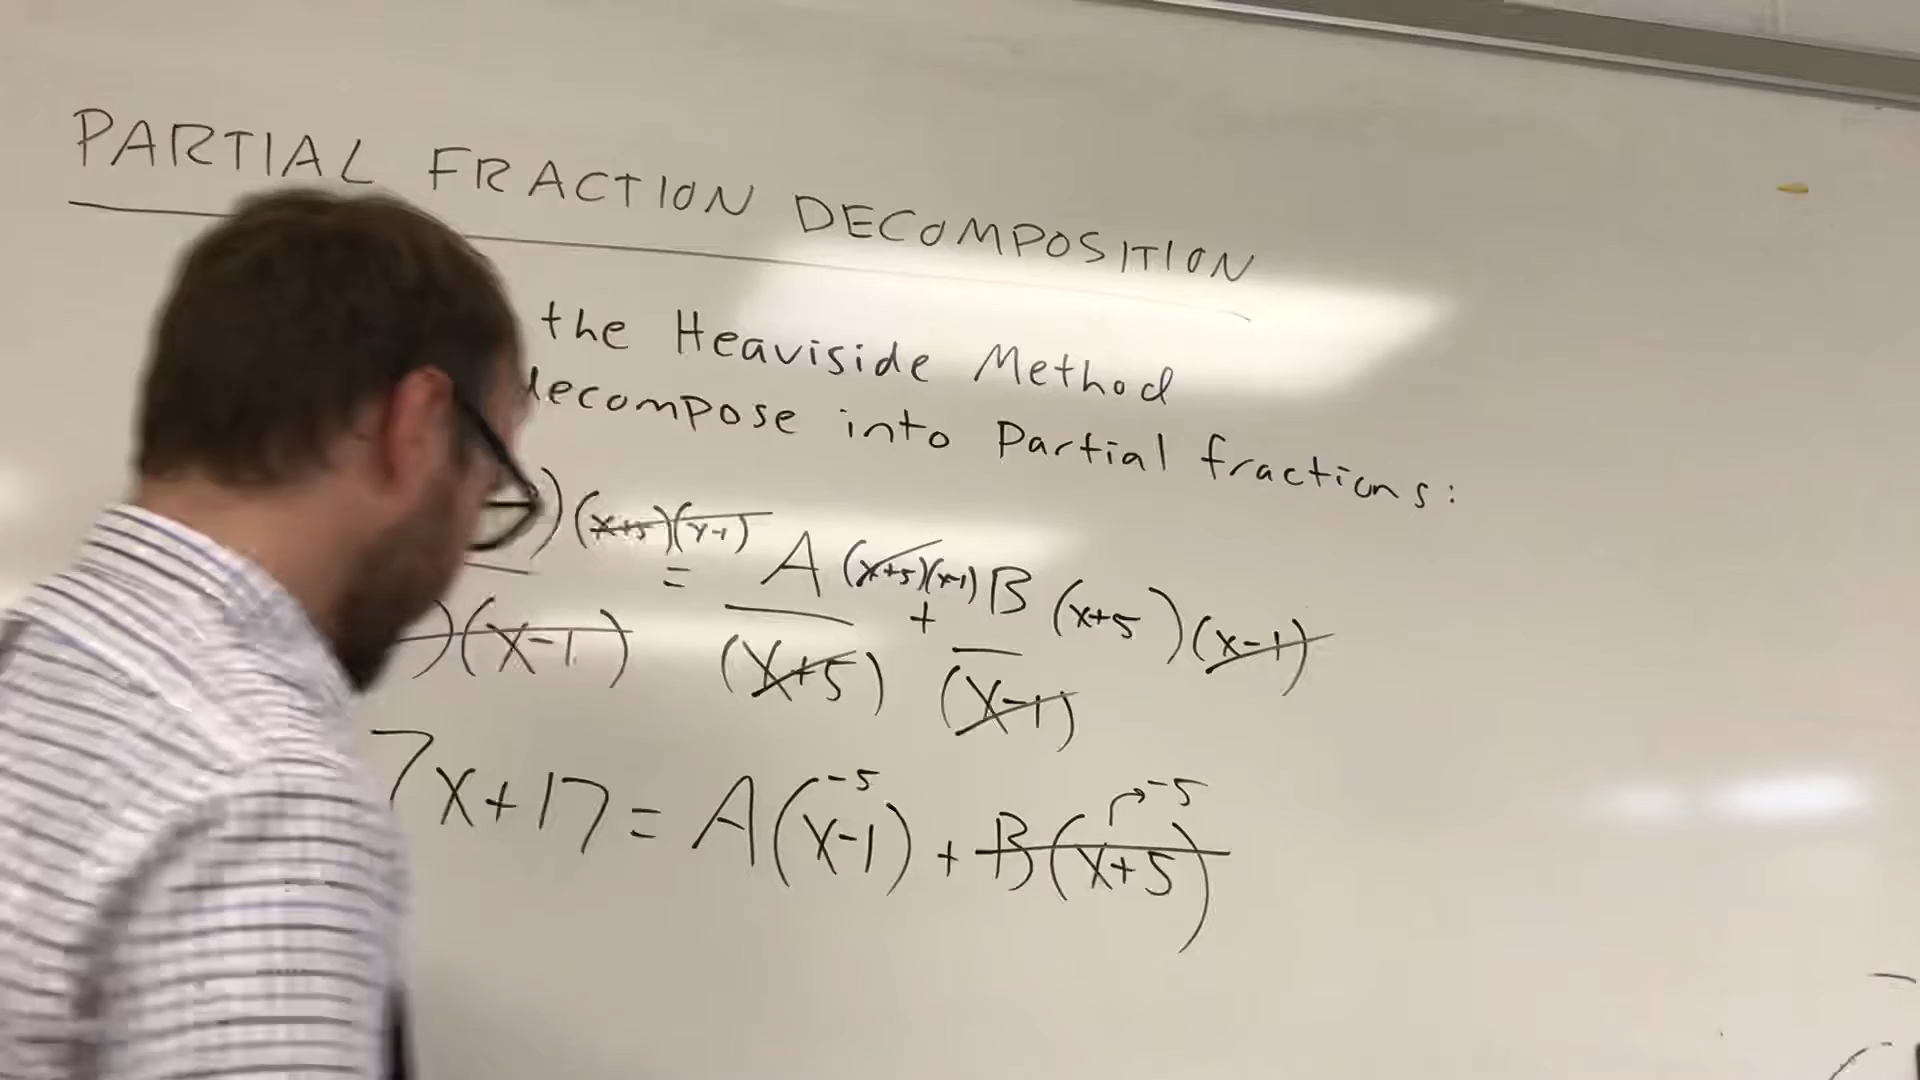 PARTIAL FRACTION DECOMPOSITION
the Heaviside Method
decompose into Partial fractions:
)(x+5)(x-1) = A (x+5)(x-1) + B (x+5)(x-1)
)(x-1) (x+5) (x-1)
-5 -5
7x+17 = A(x-1) + B(x+5)